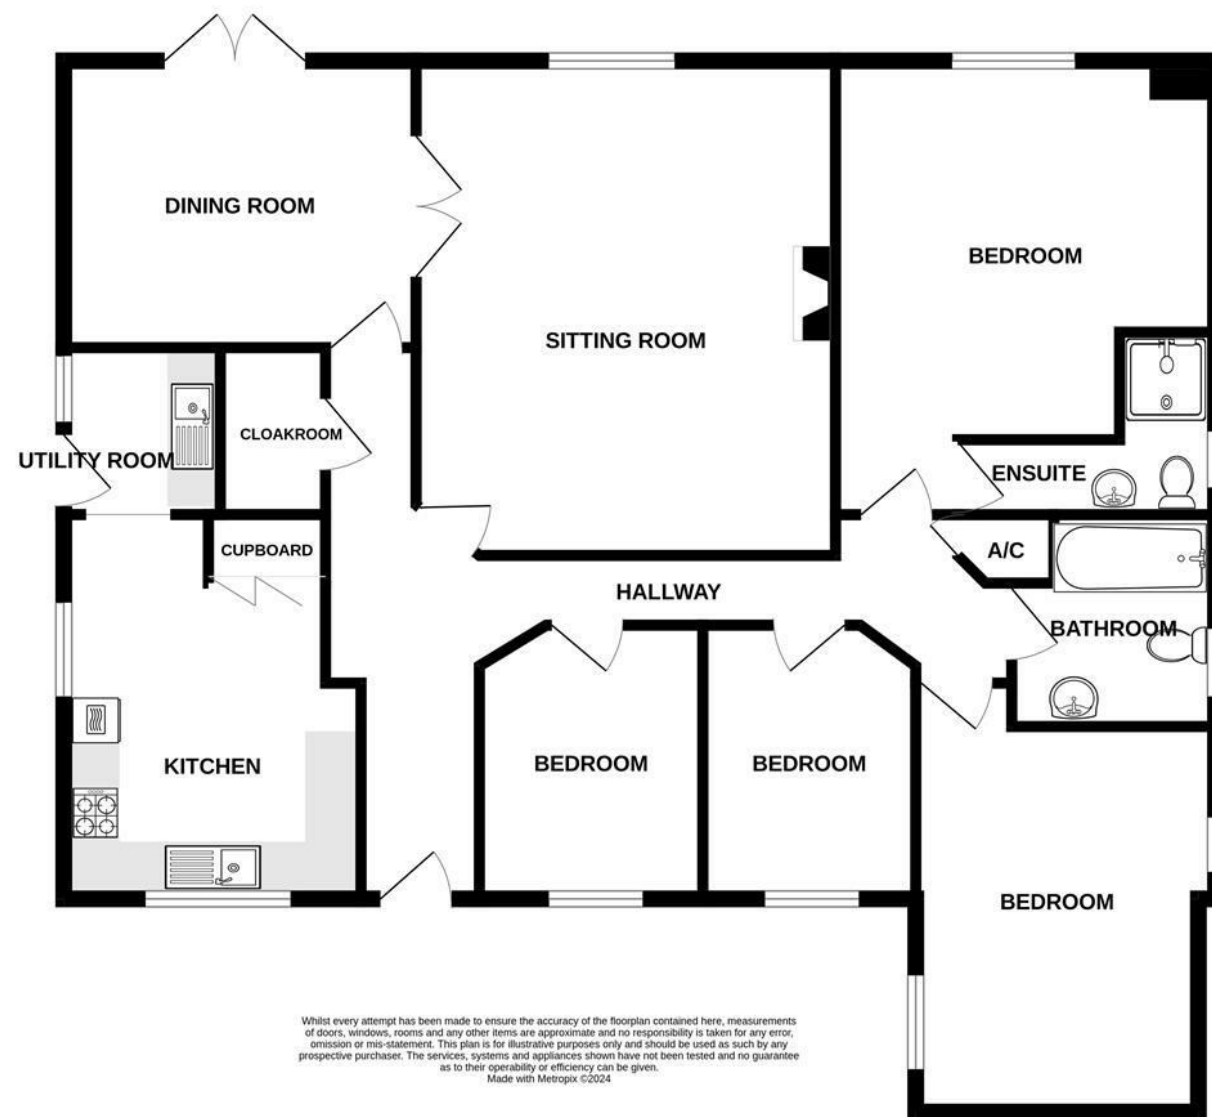 DINING ROOM
BEDROOM
SITTING ROOM
CLOAKROOM
UTILITY ROOM
ENSUITE
CUPBOARD
A/C
HALLWAY
BATHROOM
KITCHEN
BEDROOM
BEDROOM
BEDROOM
Whilst every attempt has been made to ensure the accuracy of the floorplan contained here, measurements
of doors, windows, rooms and any other items are approximate and no responsibility is taken for any error,
omission or mis-statement. This plan is for illustrative purposes only and should be used as such by any
prospective purchaser. The services, systems and appliances shown have not been tested and no guarantee
as to their operability or efficiency can be given.
Made with Metropix ©2024